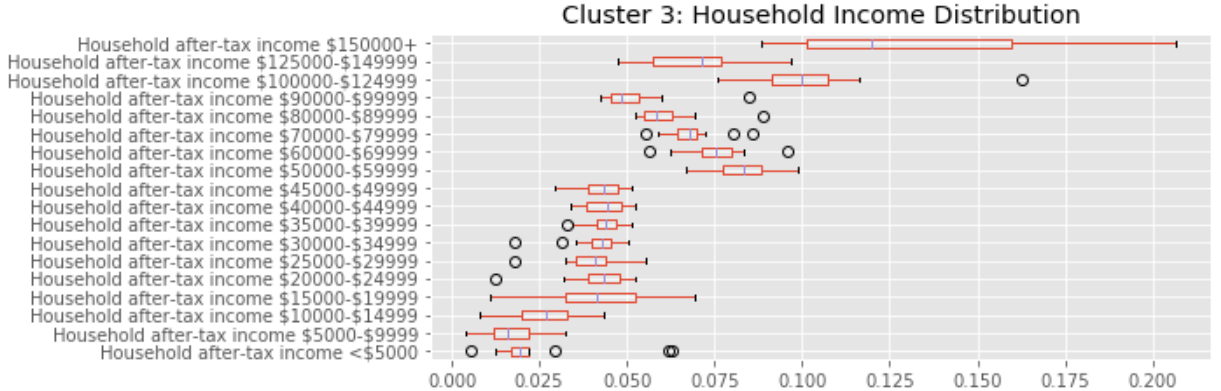 Cluster 3: Household Income Distribution
Household after-tax income $150000+
Household after-tax income $125000-$149999
Household after-tax income $100000-$124999
Household after-tax income $90000-$99999
Household after-tax income $80000-$89999
Household after-tax income $70000-$79999
Household after-tax income $60000-$69999
Household after-tax income $50000-$59999
Household after-tax income $45000-$49999
Household after-tax income $40000-$44999
Household after-tax income $35000-$39999
Household after-tax income $30000-$34999
Household after-tax income $25000-$29999
Household after-tax income $20000-$24999
Household after-tax income $15000-$19999
Household after-tax income $10000-$14999
Household after-tax income $5000-$9999
Household after-tax income <$5000
0.000 0.025 0.050 0.075 0.100 0.125 0.150 0.175 0.200